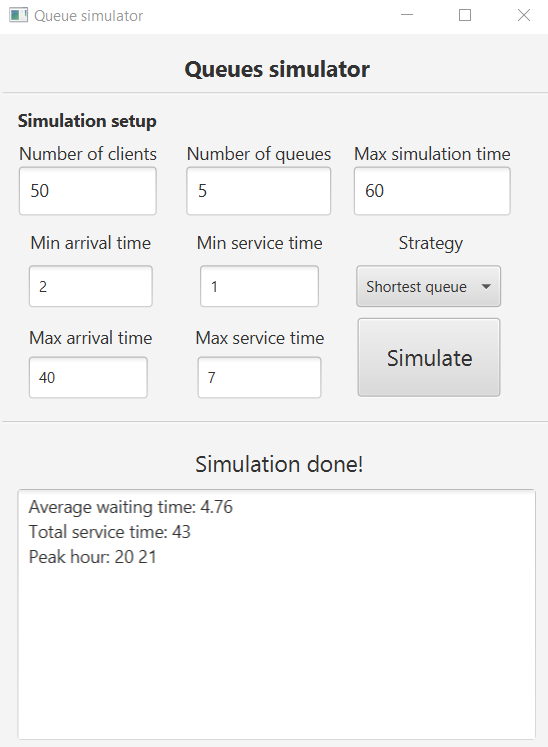 Queue simulator
Queues simulator
Simulation setup
Number of clients Number of queues Max simulation time
50 5 60
Min arrival time Min service time Strategy
2 1 Shortest queue
Max arrival time Max service time
40 7 Simulate
Simulation done!
Average waiting time: 4.76
Total service time: 43
Peak hour: 20 21